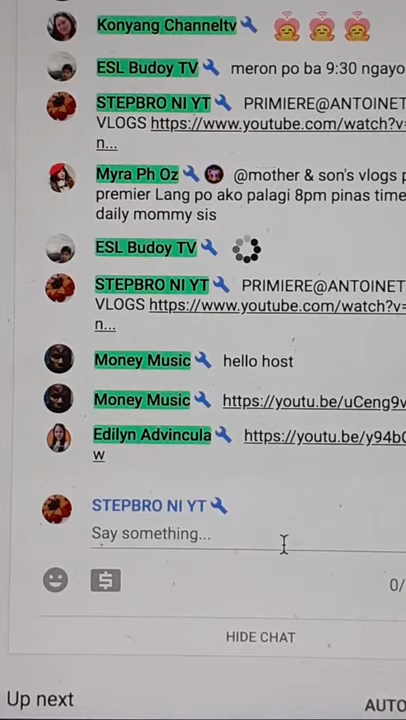 Konyang Channeltv
ESL Budoy TV meron po ba 9:30 ngayo
STEPBRO NI YT PRIMIERE@ANTOINET
VLOGS https://www.youtube.com/watch?v=
n...
Myra Ph Oz @mother & son's vlogs p
premier Lang po ako palagi 8pm pinas time
daily mommy sis
ESL Budoy TV
STEPBRO NI YT PRIMIERE@ANTOINET
VLOGS https://www.youtube.com/watch?v=
n...
Money Music hello host
Money Music https://youtu.be/uCeng9v
Edilyn Advincula https://youtu.be/y94b
w
STEPBRO NI YT
Say something...
0/
HIDE CHAT
Up next
AUTO